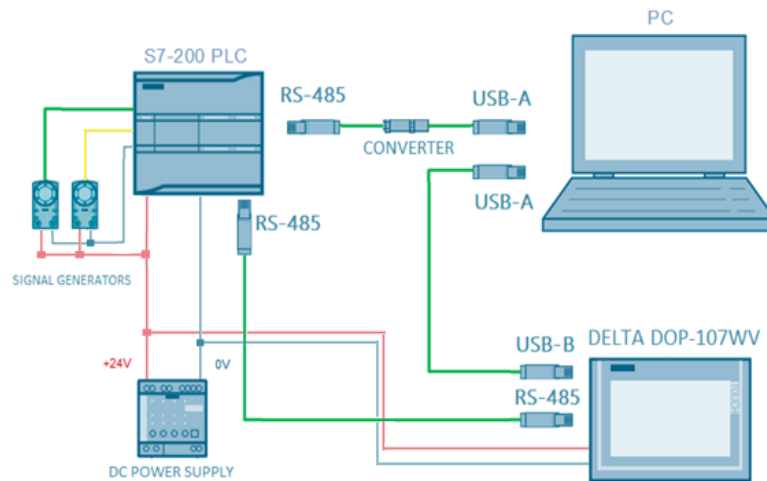 PC
S7-200 PLC
RS-485
USB-A
CONVERTER
USB-A
RS-485
SIGNAL GENERATORS
+24V
0V
USB-B
DELTA DOP-107WV
RS-485
TOUCH
DC POWER SUPPLY